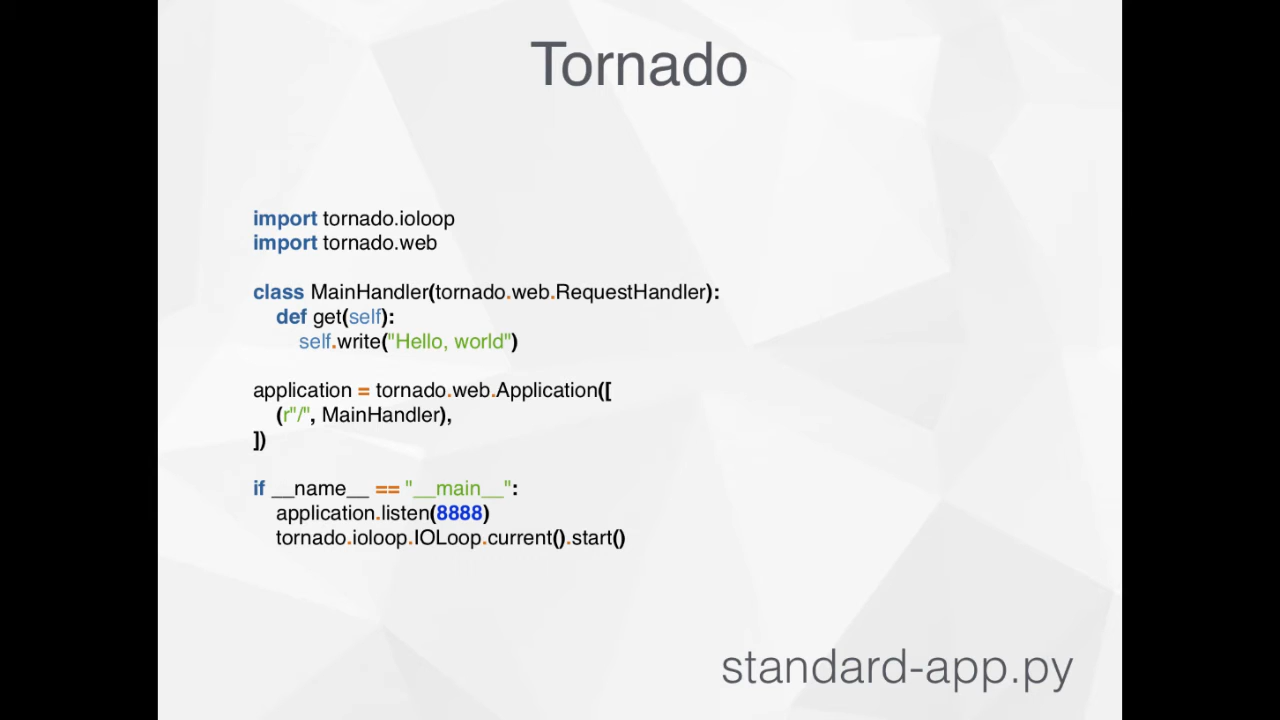 Tornado
import tornado.ioloop
import tornado.web
class MainHandler(tornado.web.RequestHandler):
def get(self):
self.write("Hello, world")
application = tornado.web.Application([
(r"/", MainHandler),
])
if __name__ == "__main__":
application.listen(8888)
tornado.ioloop.IOLoop.current().start()
standard-app.py